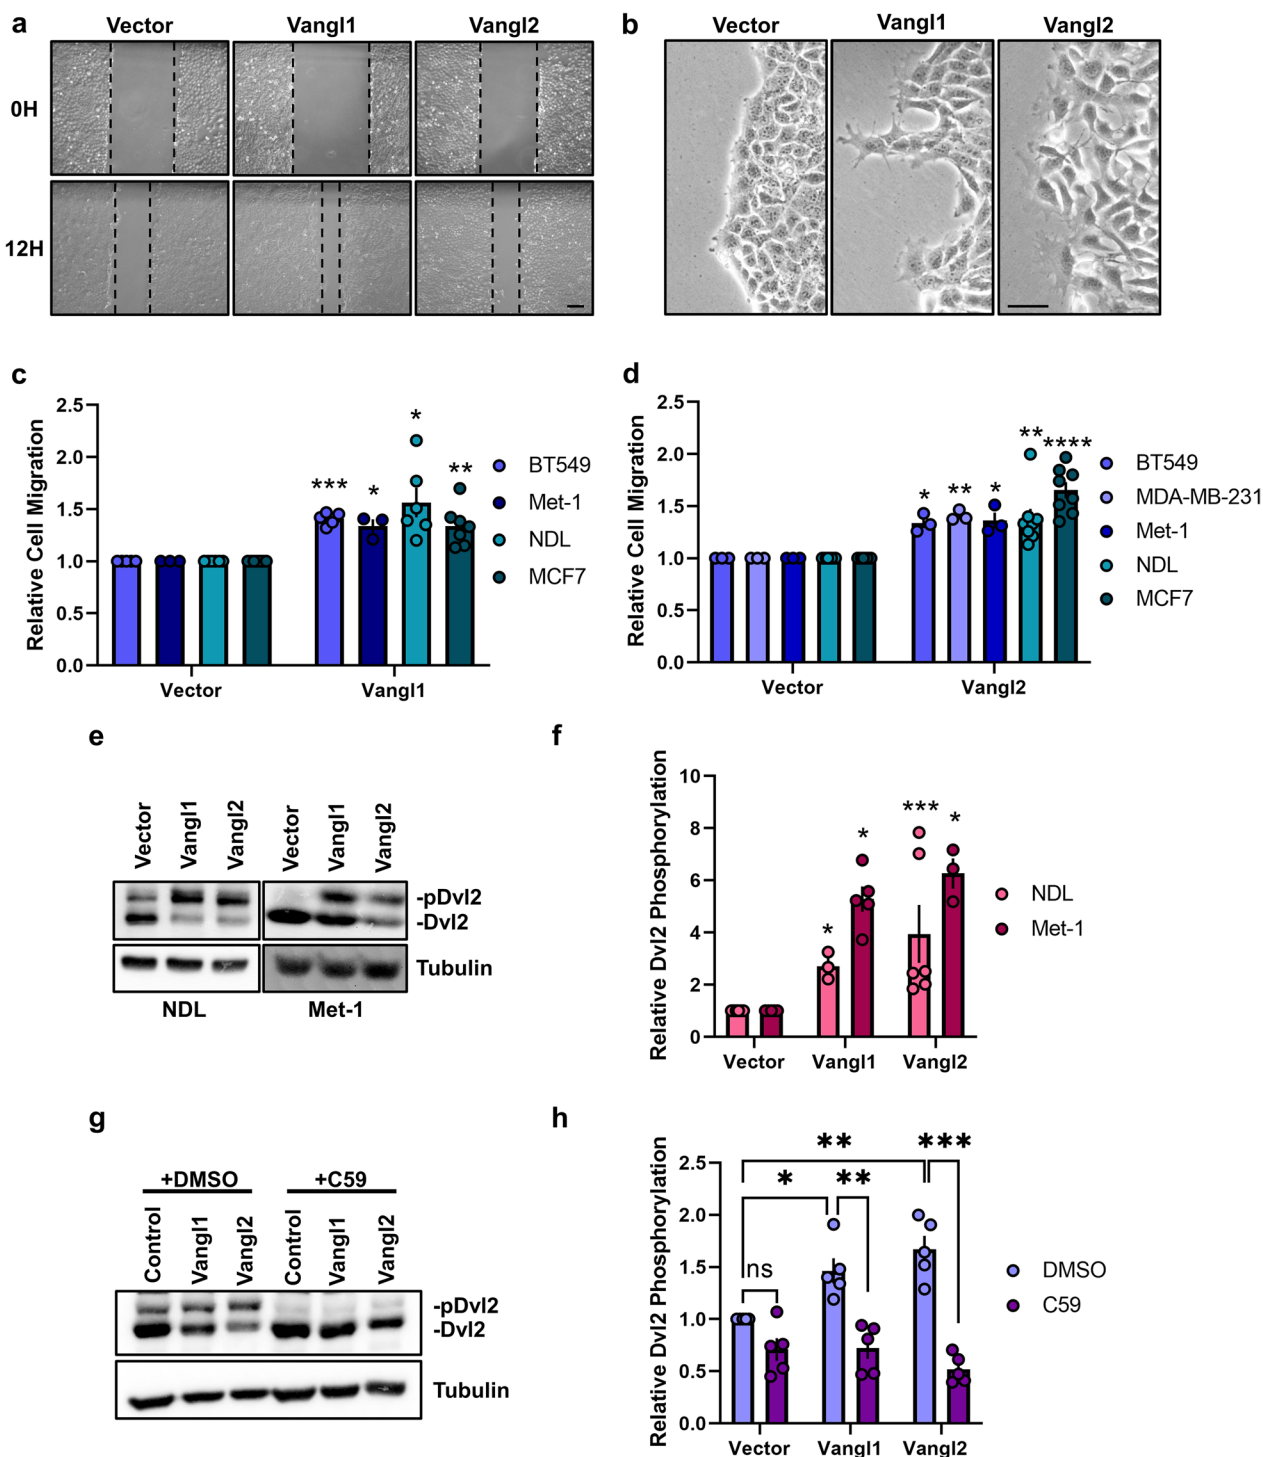 a
Vector Vangl1 Vangl2
0H
12H
b
Vector Vangl1 Vangl2
c
Relative Cell Migration
2.5
2.0
1.5
1.0
0.5
0.0
*** * * **
Vector Vangl1
BT549
Met-1
NDL
MCF7
d
Relative Cell Migration
2.5
2.0
1.5
1.0
0.5
0.0
* ** * ** ****
Vector Vangl2
BT549
MDA-MB-231
Met-1
NDL
MCF7
e
Vector Vangl1 Vangl2 Vector Vangl1 Vangl2
-pDvl2
-Dvl2
Tubulin
NDL Met-1
f
Relative Dvl2 Phosphorylation
10
8
6
4
2
0
* * *** *
Vector Vangl1 Vangl2
NDL
Met-1
g
+DMSO +C59
Control Vangl1 Vangl2 Control Vangl1 Vangl2
-pDvl2
-Dvl2
Tubulin
h
Relative Dvl2 Phosphorylation
2.5
2.0
1.5
1.0
0.5
0.0
** ***
* **
ns
Vector Vangl1 Vangl2
DMSO
C59